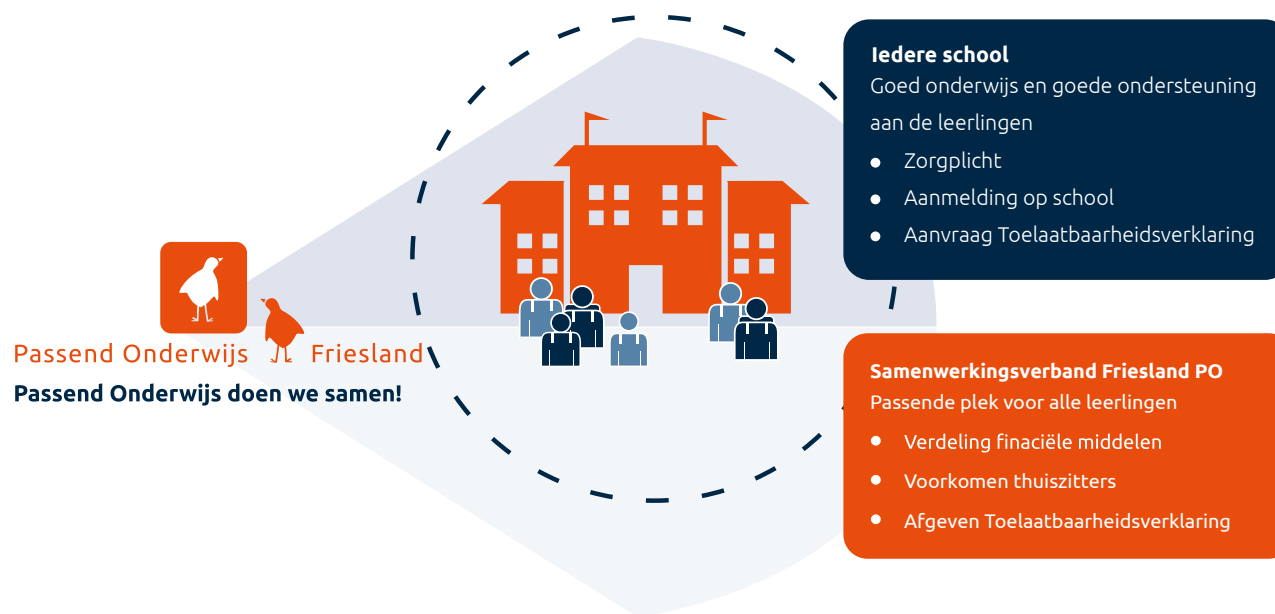 Passend Onderwijs Friesland
Passend Onderwijs doen we samen!
Iedere school
Goed onderwijs en goede ondersteuning
aan de leerlingen
● Zorgplicht
● Aanmelding op school
● Aanvraag Toelaatbaarheidsverklaring
Samenwerkingsverband Friesland PO
Passende plek voor alle leerlingen
● Verdeling finaciële middelen
● Voorkomen thuiszitters
● Afgeven Toelaatbaarheidsverklaring